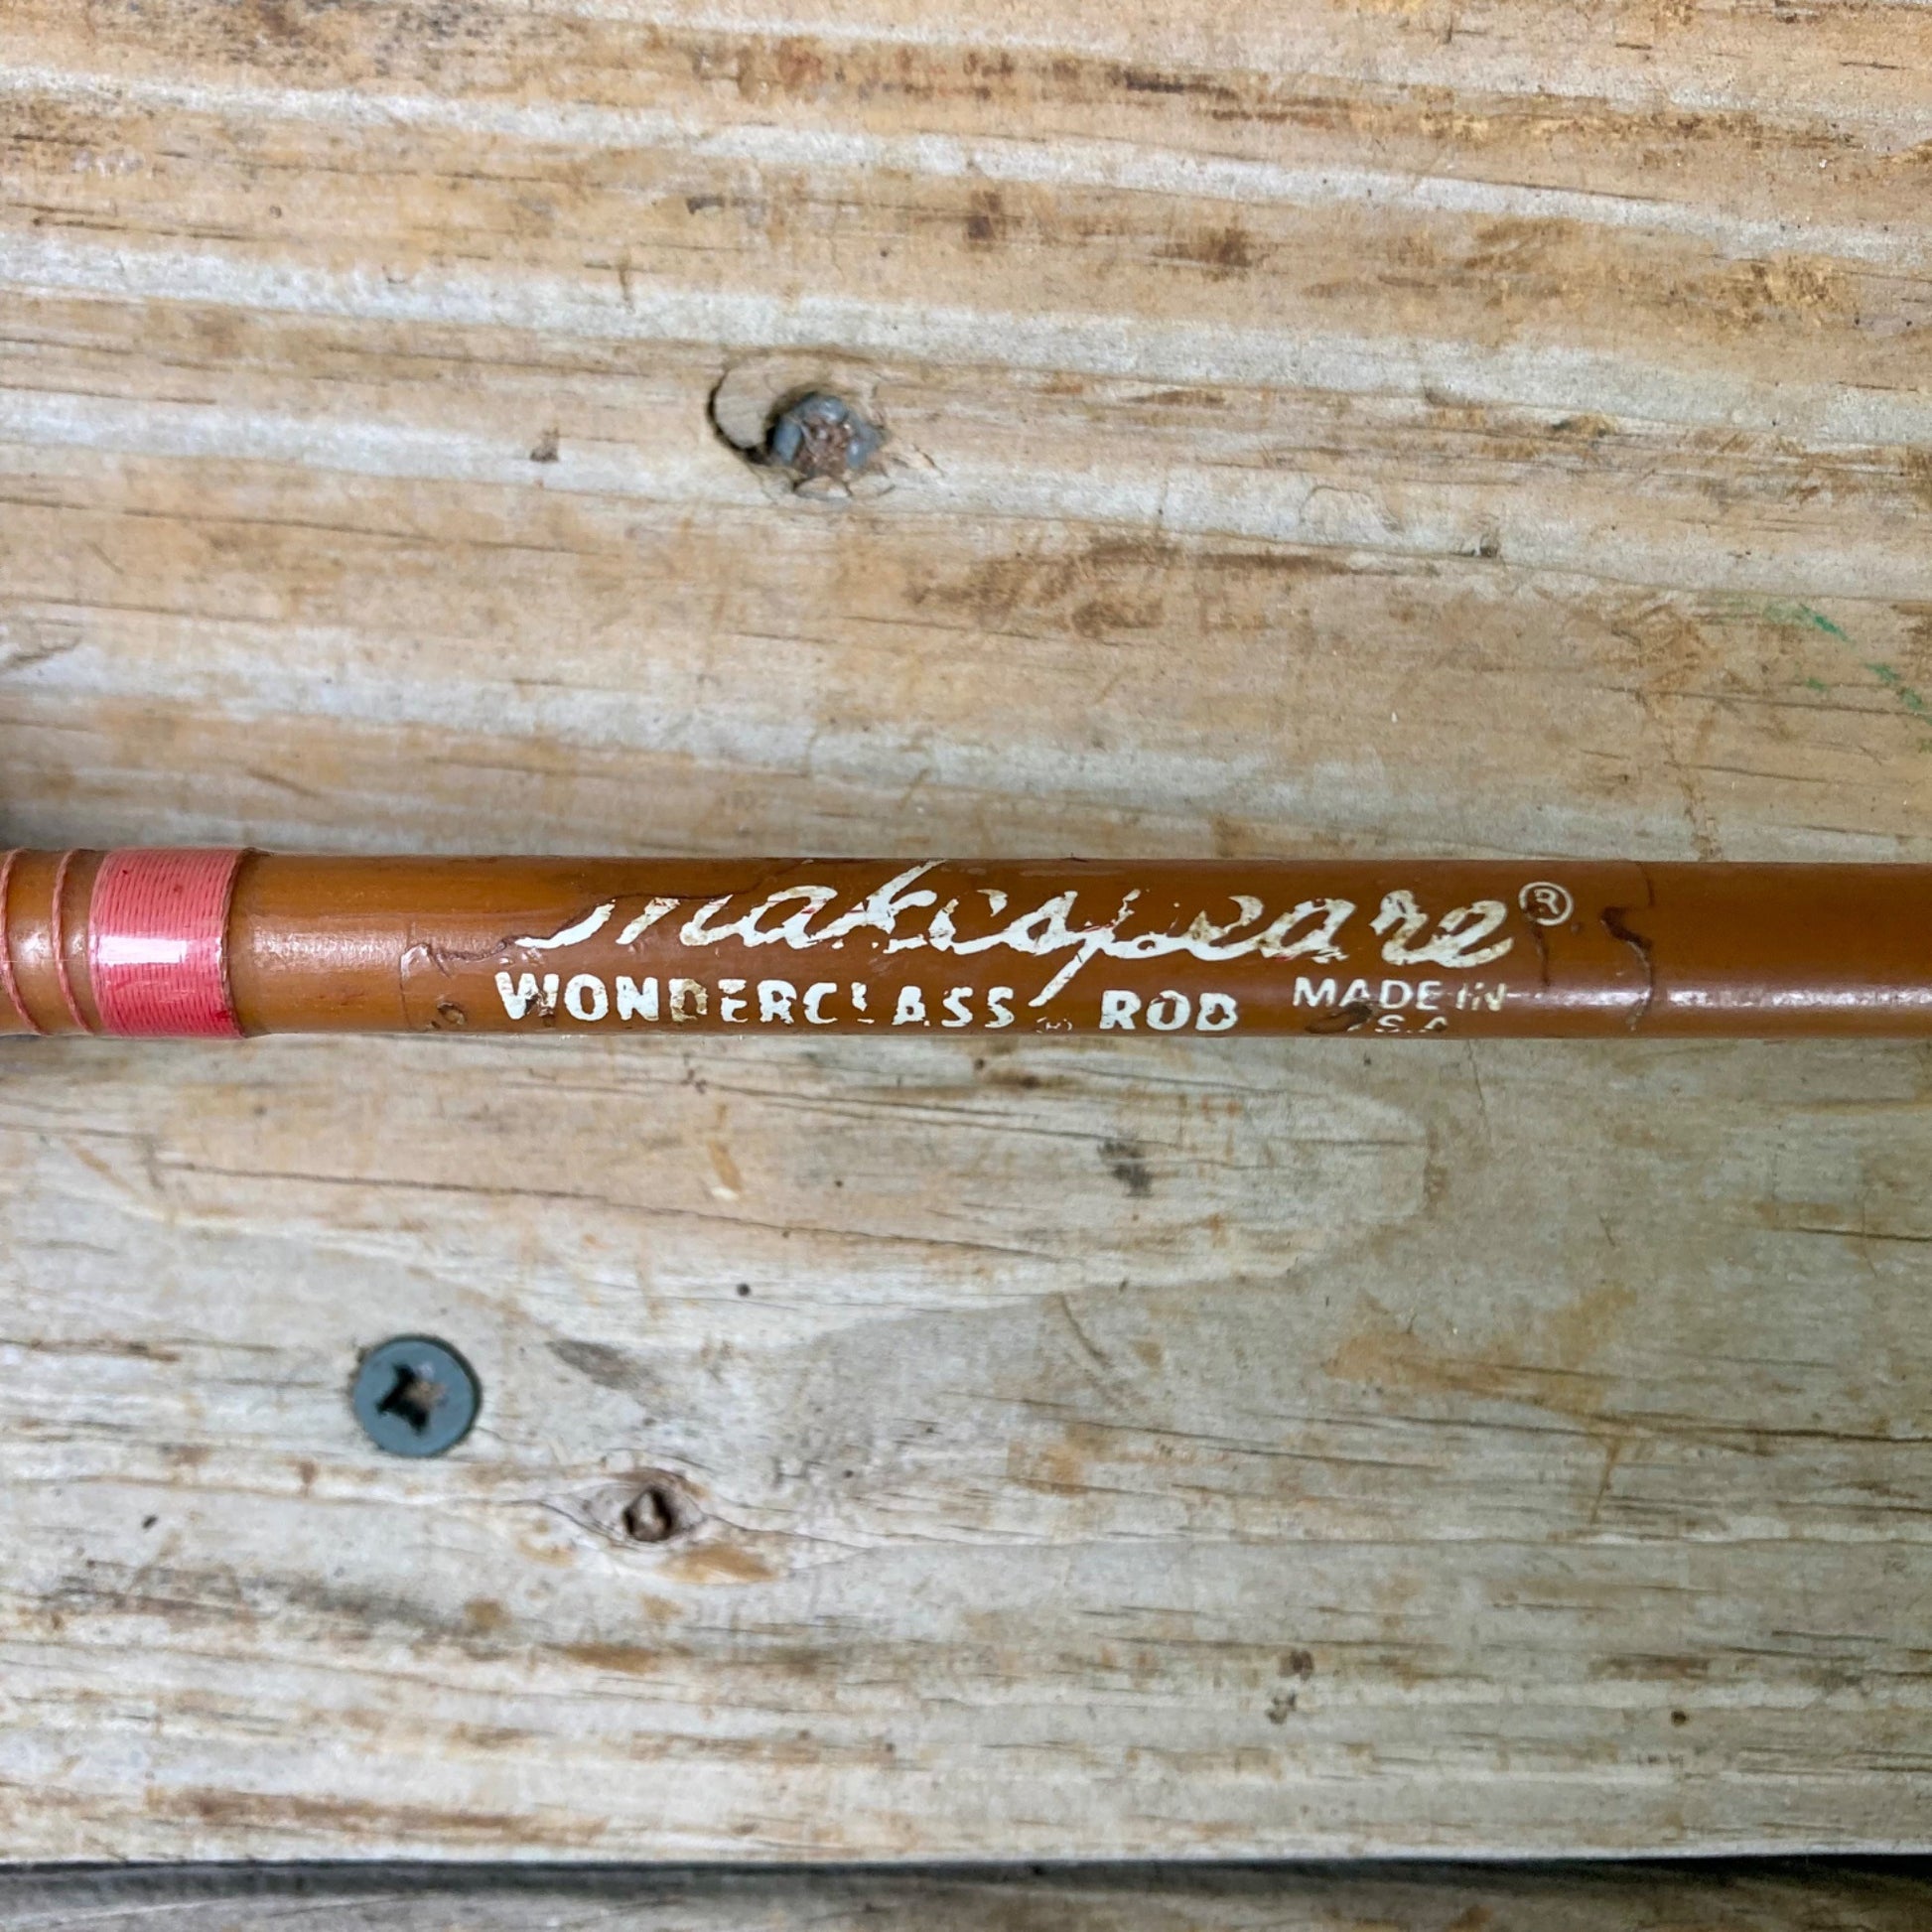 Shakespeare®
WONDERCLASS® ROD
MADE IN
U.S.A.